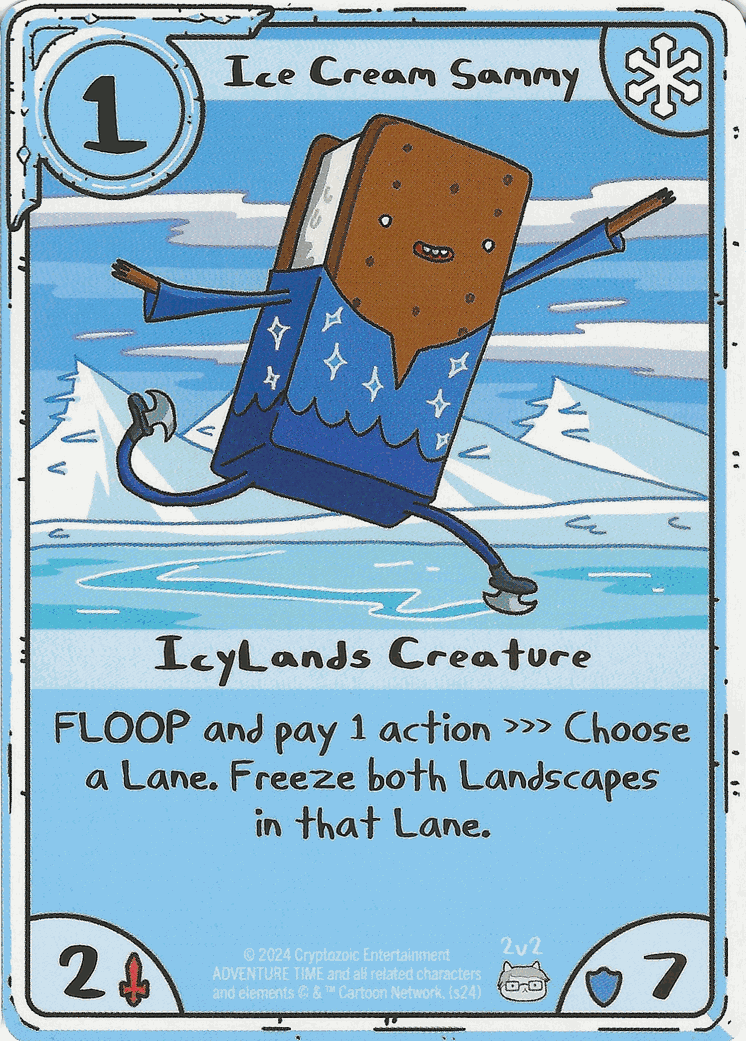 1
Ice Cream Sammy
IcyLands Creature
FLOOP and pay 1 action >>> Choose
a Lane. Freeze both Landscapes
in that Lane.
2
© 2024 Cryptozoic Entertainment
ADVENTURE TIME and all related characters
and elements © & ™ Cartoon Network. (s24)
2v2
7